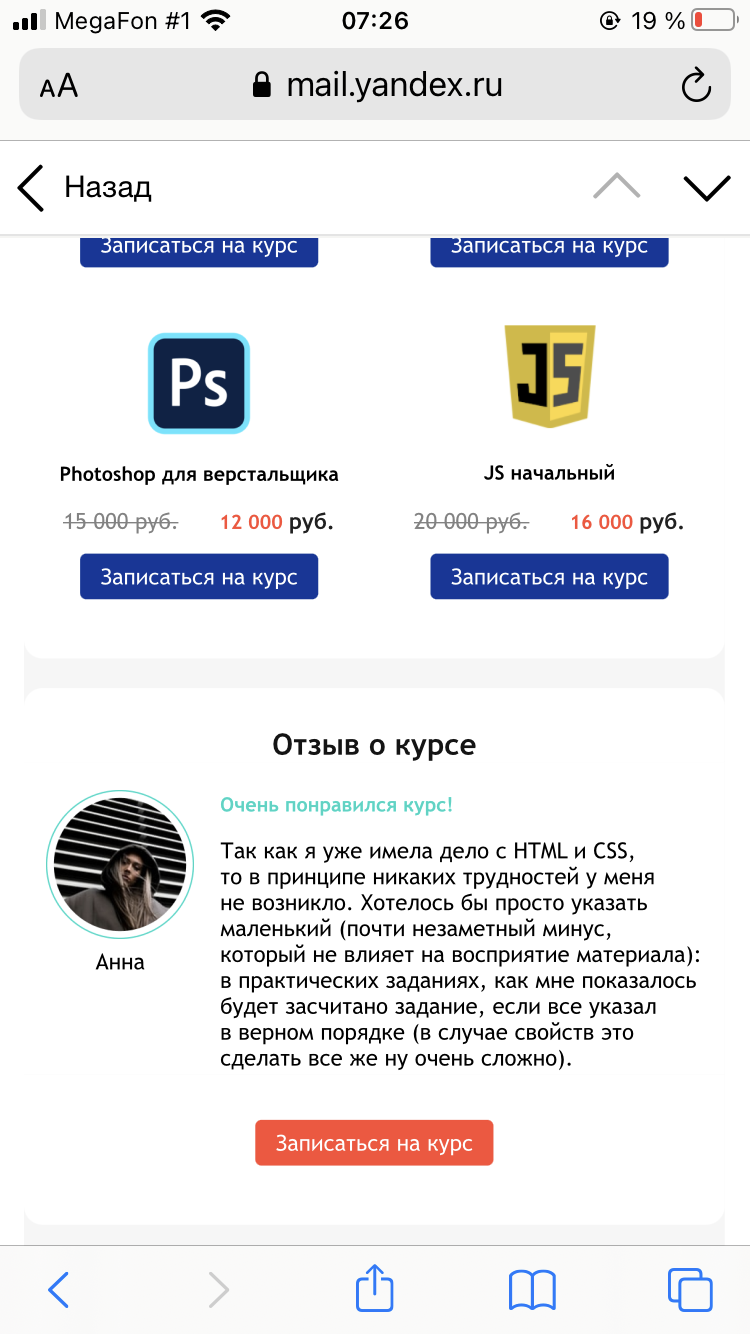 MegaFon #1 07:26 19 %
AA mail.yandex.ru
Назад
Записаться на курс Записаться на курс
Ps JS
Photoshop для верстальщика JS начальный
15 000 руб. 12 000 руб. 20 000 руб. 16 000 руб.
Записаться на курс Записаться на курс
Отзыв о курсе
Очень понравился курс!
Так как я уже имела дело с HTML и CSS,
то в принципе никаких трудностей у меня
не возникло. Хотелось бы просто указать
маленький (почти незаметный минус,
который не влияет на восприятие материала):
в практических заданиях, как мне показалось
будет засчитано задание, если все указал
в верном порядке (в случае свойств это
сделать все же ну очень сложно).
Анна
Записаться на курс